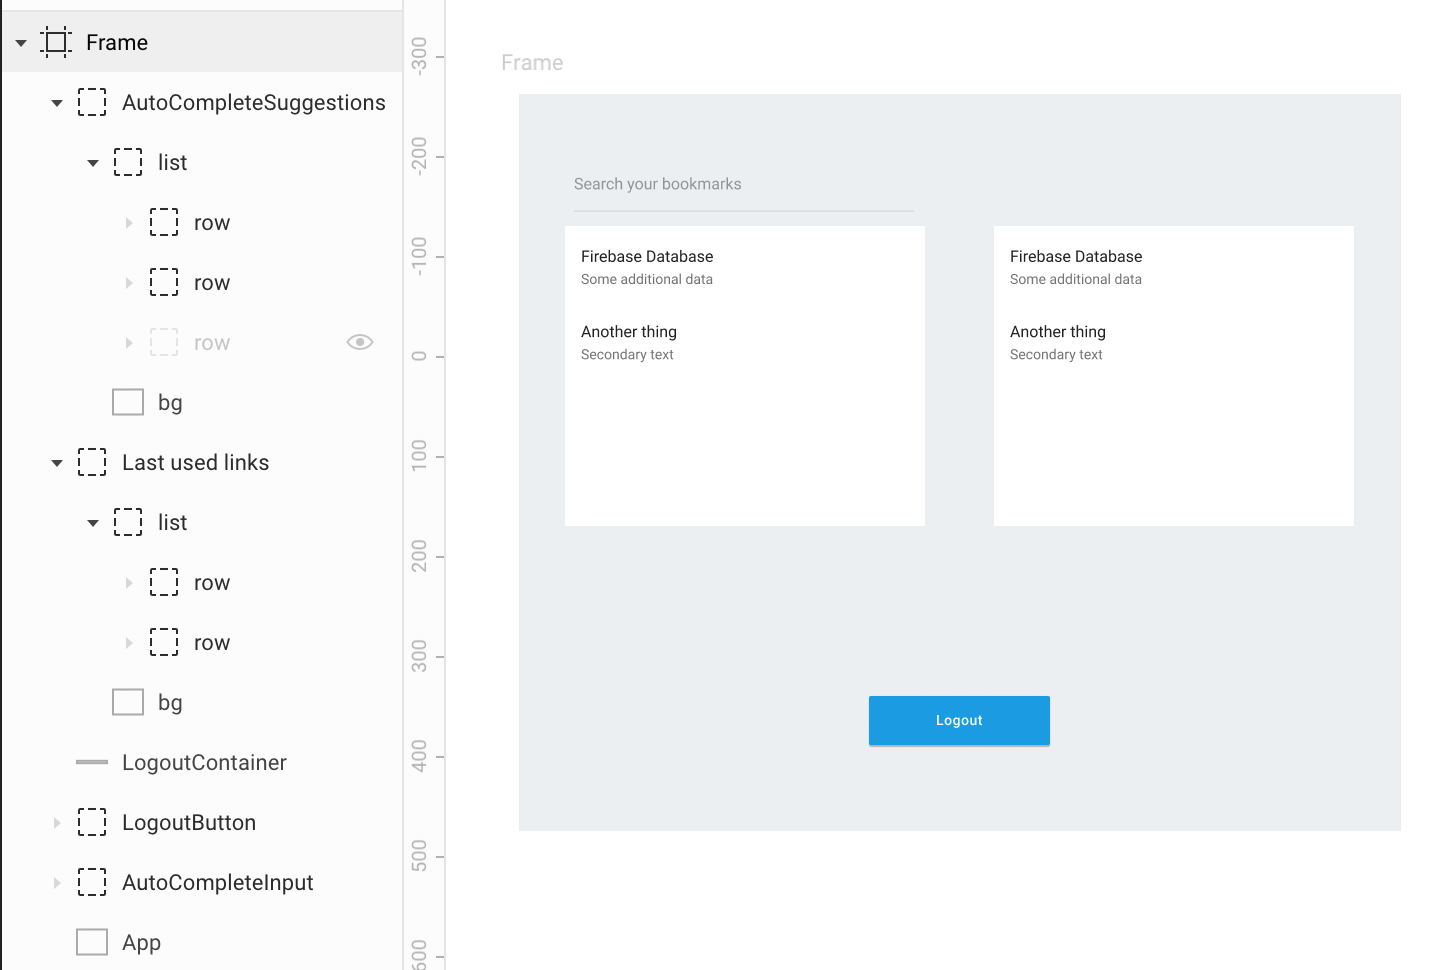 Frame
AutoCompleteSuggestions
list
row
row
row
bg
Last used links
list
row
row
bg
LogoutContainer
LogoutButton
AutoCompleteInput
App
-300
-200
-100
0
100
200
300
400
500
600
Frame
Search your bookmarks
Firebase Database
Some additional data
Another thing
Secondary text
Firebase Database
Some additional data
Another thing
Secondary text
Logout